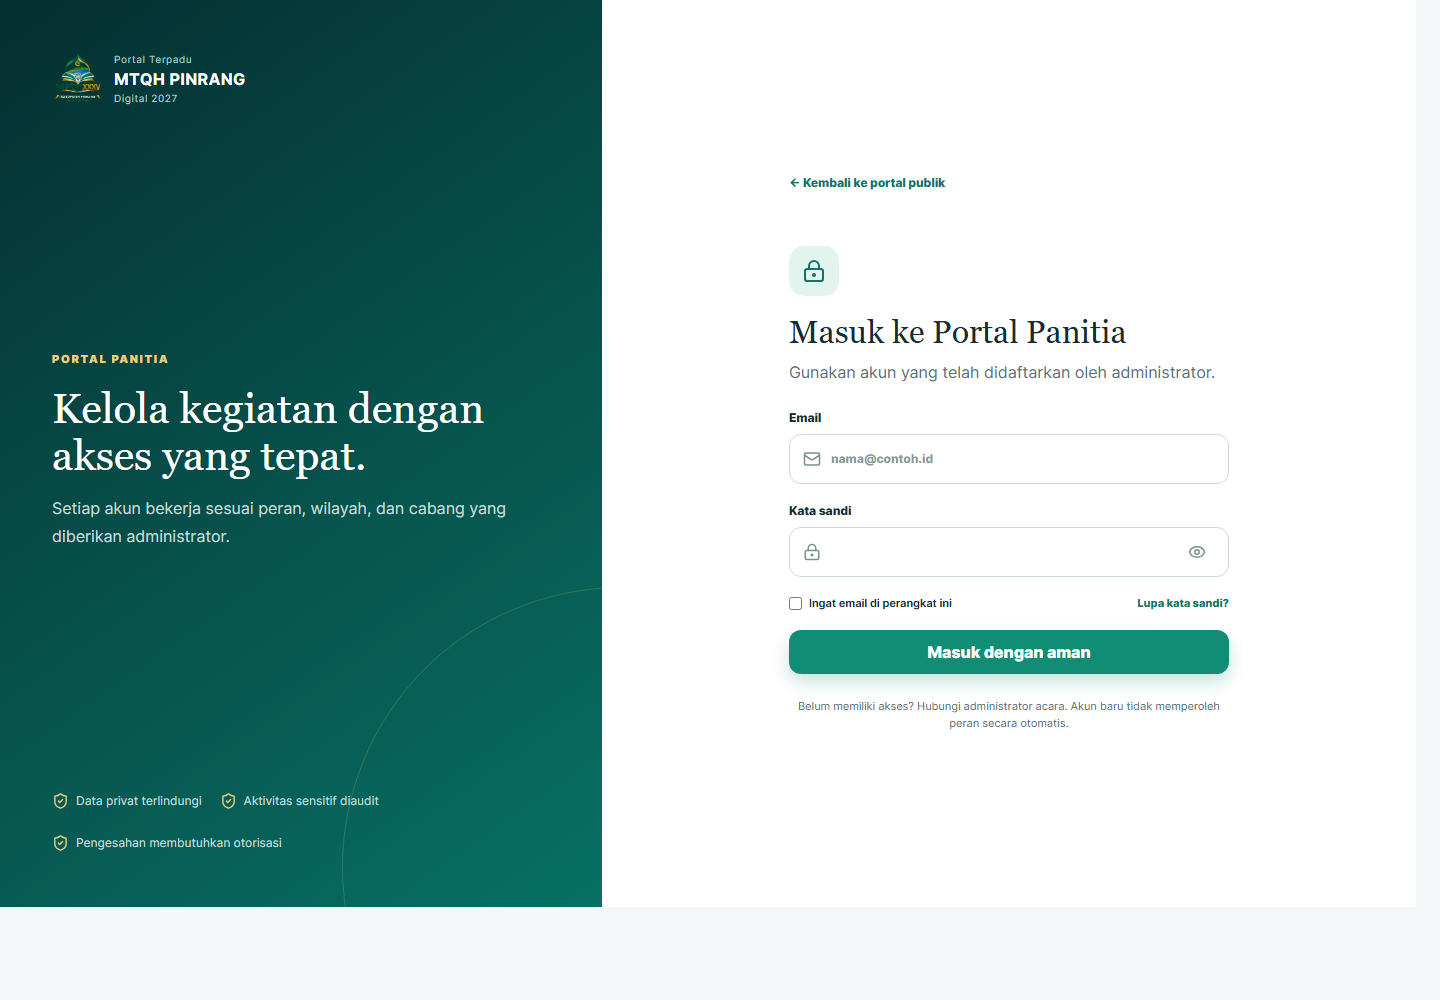 Portal Terpadu
MTQH PINRANG
Digital 2027
PORTAL PANITIA
Kelola kegiatan dengan
akses yang tepat.
Setiap akun bekerja sesuai peran, wilayah, dan cabang yang
diberikan administrator.
Data privat terlindungi
Aktivitas sensitif diaudit
Pengesahan membutuhkan otorisasi
← Kembali ke portal publik
Masuk ke Portal Panitia
Gunakan akun yang telah didaftarkan oleh administrator.
Email
nama@contoh.id
Kata sandi
Ingat email di perangkat ini
Lupa kata sandi?
Masuk dengan aman
Belum memiliki akses? Hubungi administrator acara. Akun baru tidak memperoleh
peran secara otomatis.